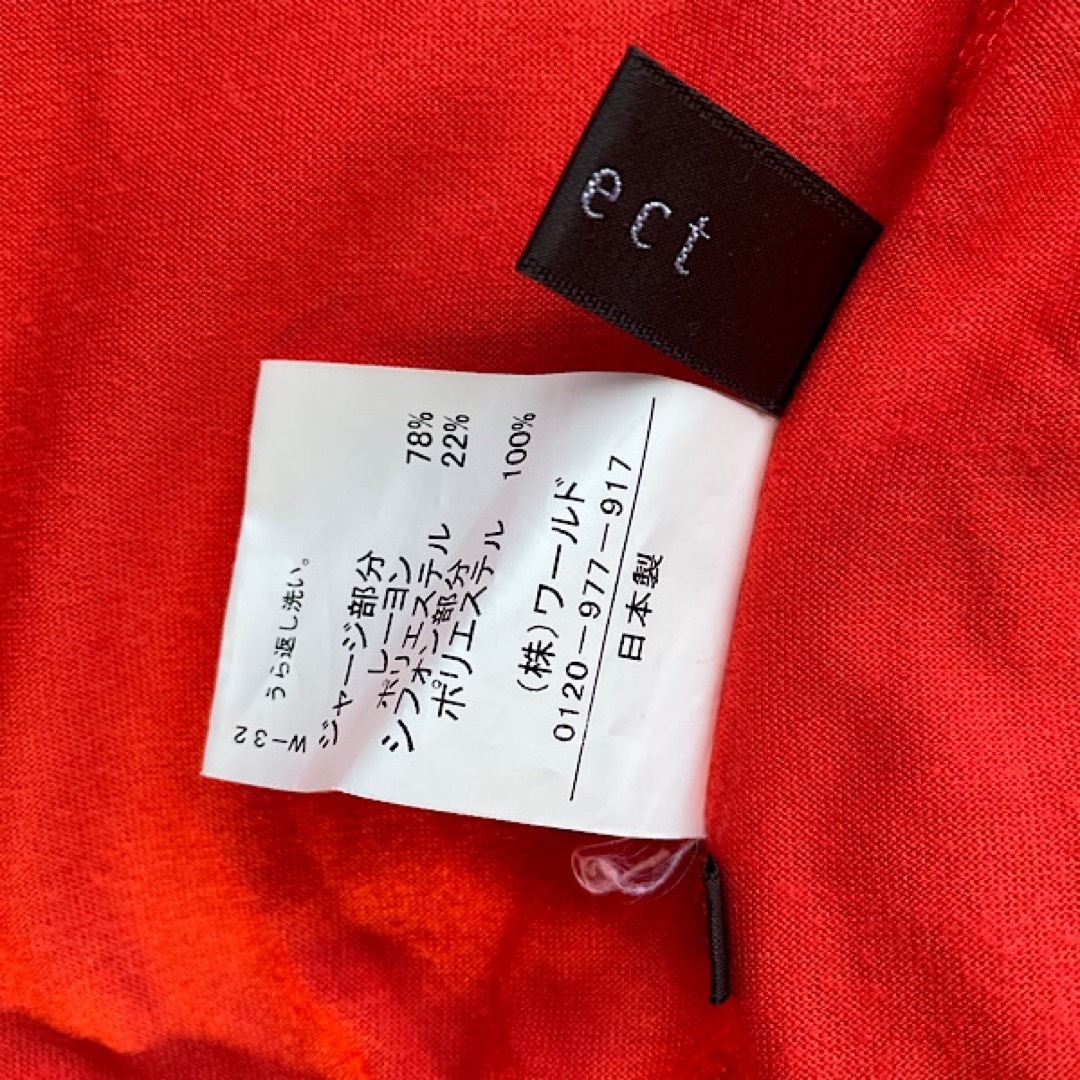 ect
うら返し洗い。
W-32
ジャージ部分
レーヨン 78%
ポリエステル 22%
シフォン部分
ポリエステル 100%
(株)ワールド
0120-977-917
日本製